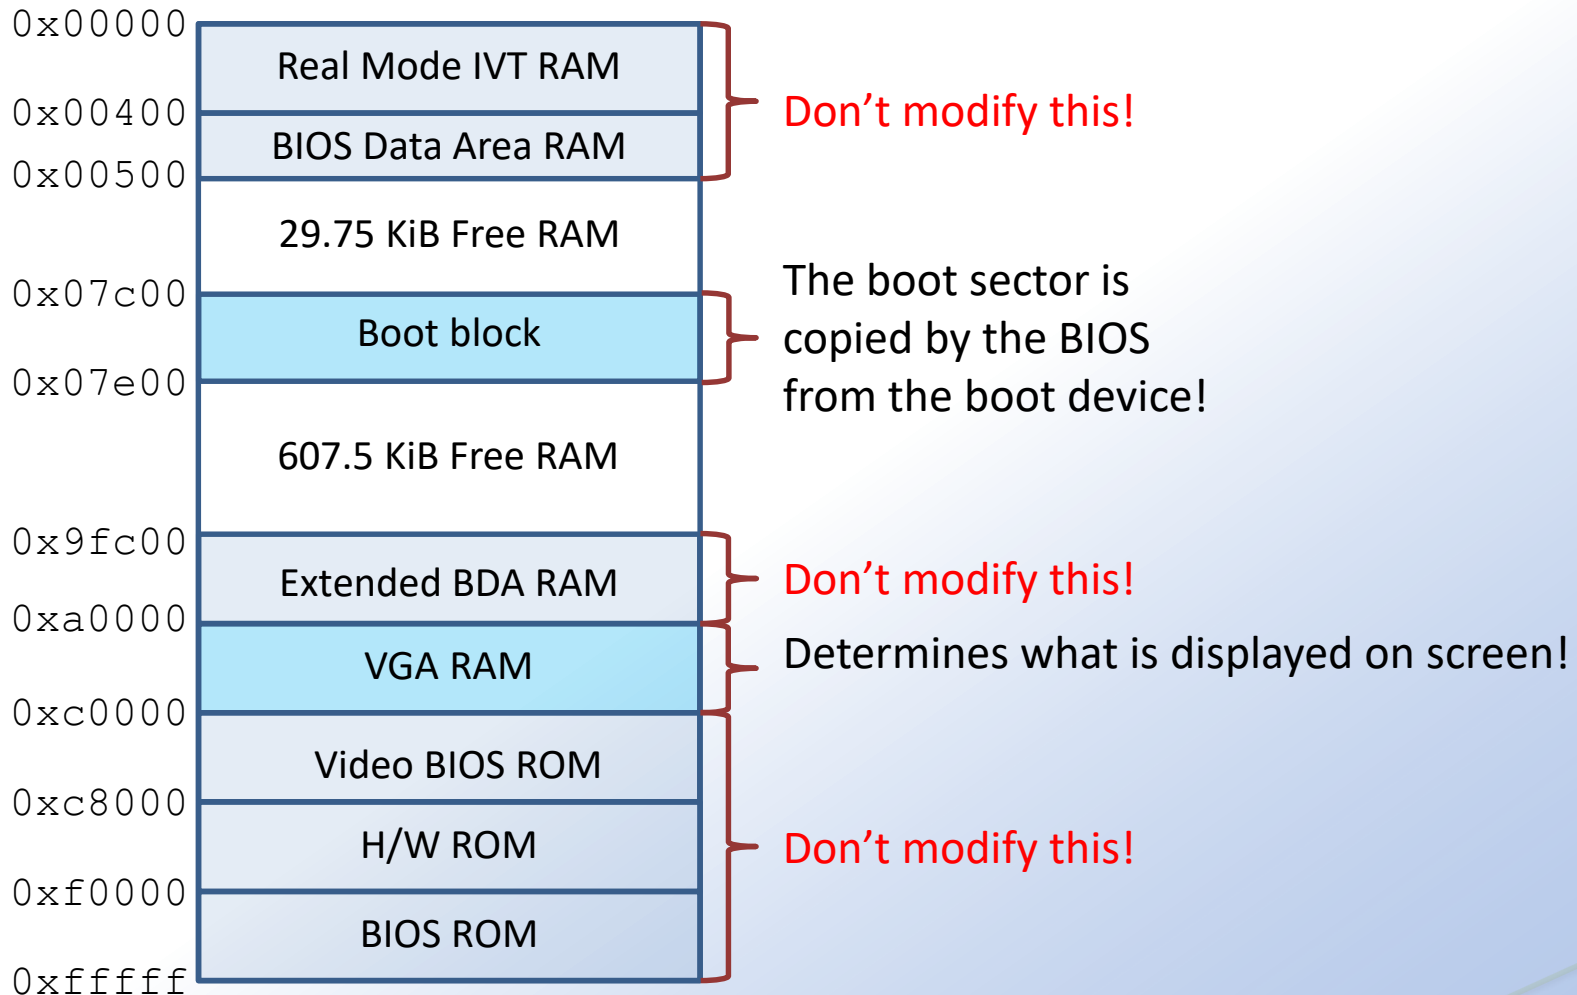 0x00000
Real Mode IVT RAM
Don’t modify this!
0x00400
BIOS Data Area RAM
0x00500
29.75 KiB Free RAM
0x07c00
Boot block
The boot sector is
copied by the BIOS
from the boot device!
0x07e00
607.5 KiB Free RAM
0x9fc00
Extended BDA RAM
Don’t modify this!
0xa0000
VGA RAM
Determines what is displayed on screen!
0xc0000
Video BIOS ROM
0xc8000
H/W ROM
Don’t modify this!
0xf0000
BIOS ROM
0xfffff